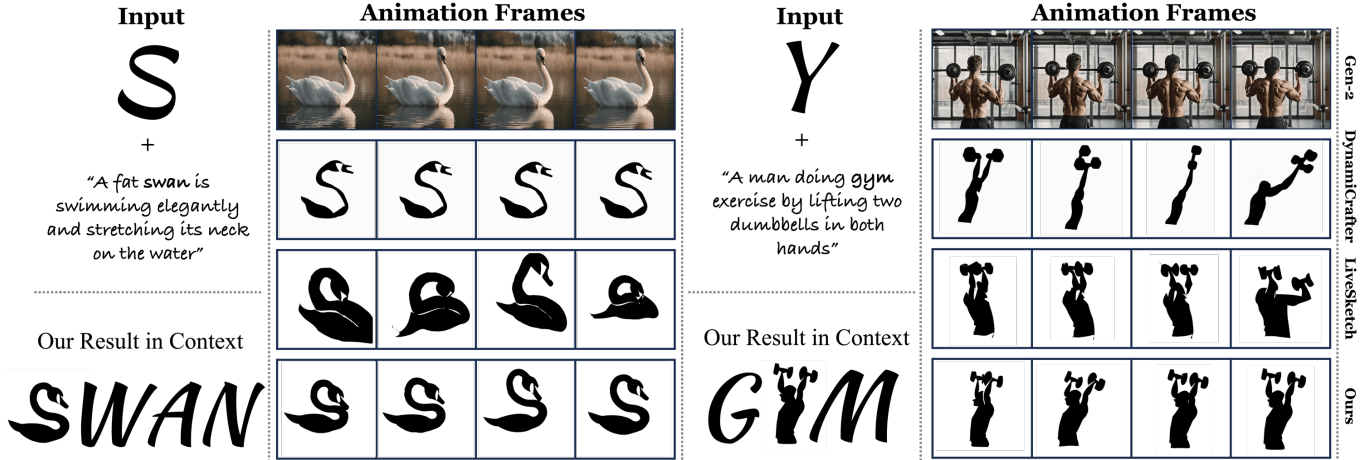 Input
S
+
“A fat swan is
swimming elegantly
and stretching its neck
on the water”
Our Result in Context
SWAN
Animation Frames
Input
Y
+
“A man doing gym
exercise by lifting two
dumbbells in both
hands”
Our Result in Context
GYM
Animation Frames
Gen-2
DynamiCrafter
LiveSketch
Ours